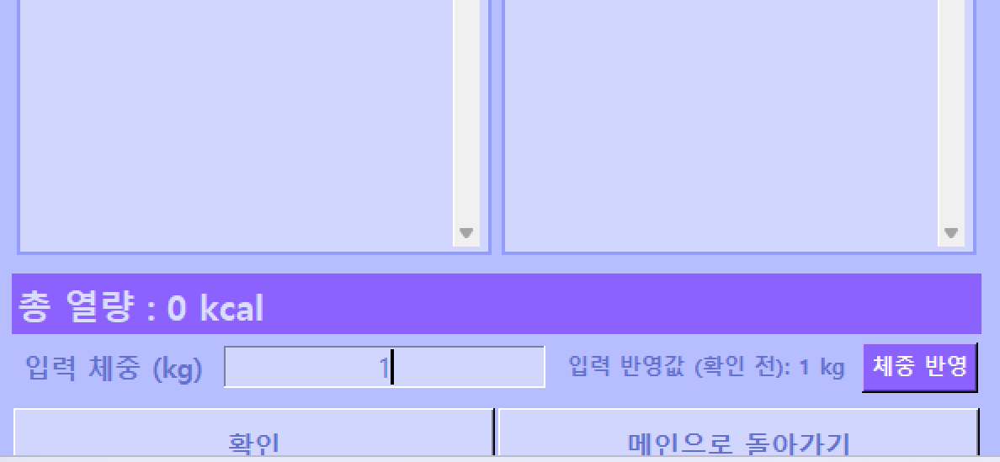 총 열량 : 0 kcal
입력 체중 (kg) 1 입력 반영값 (확인 전): 1 kg 체중 반영
확인 메인으로 돌아가기